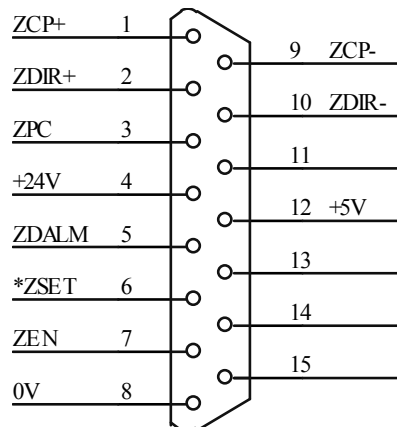 ZCP+ 1
9 ZCP-
ZDIR+ 2
10 ZDIR-
ZPC 3
11
+24V 4
12 +5V
ZDALM 5
13
*ZSET 6
14
ZEN 7
15
0V 8